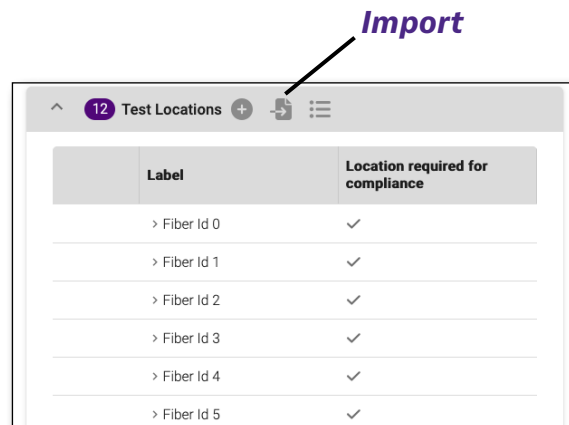 Import
12 Test Locations
Label
Location required for
compliance
Fiber Id 0
Fiber Id 1
Fiber Id 2
Fiber Id 3
Fiber Id 4
Fiber Id 5